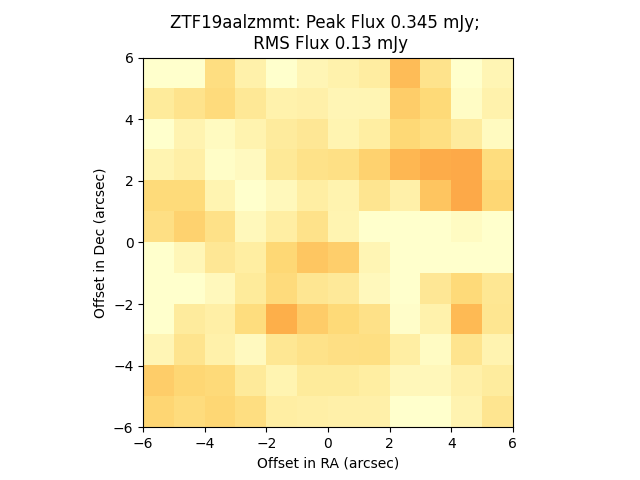 ZTF19aalzmmt: Peak Flux 0.345 mJy;
RMS Flux 0.13 mJy
6
4
2
0
−2
−4
−6
Offset in Dec (arcsec)
−6 −4 −2 0 2 4 6
Offset in RA (arcsec)